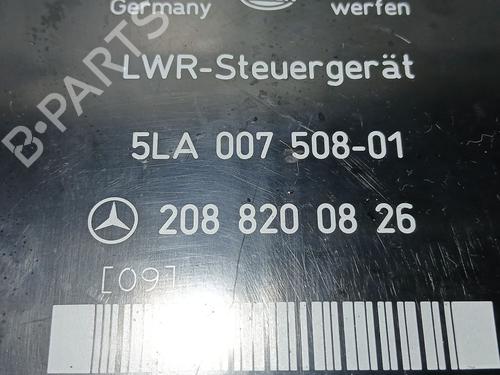 Germany werfen
LWR-Steuergerät
5LA 007 508-01
208 820 08 26
[09]
B-PARTS